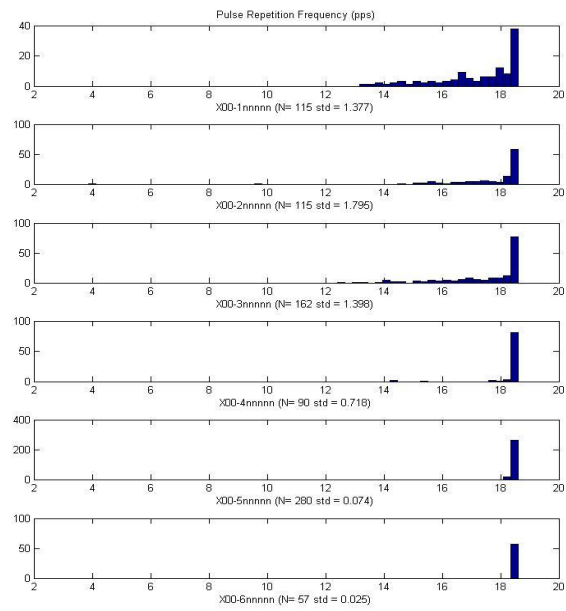 Pulse Repetition Frequency (pps)
40
20
0
2 4 6 8 10 12 14 16 18 20
X00-1nnnnn (N= 115 std = 1.377)
100
50
0
2 4 6 8 10 12 14 16 18 20
X00-2nnnnn (N= 115 std = 1.795)
100
50
0
2 4 6 8 10 12 14 16 18 20
X00-3nnnnn (N= 162 std = 1.398)
100
50
0
2 4 6 8 10 12 14 16 18 20
X00-4nnnnn (N= 90 std = 0.718)
400
200
0
2 4 6 8 10 12 14 16 18 20
X00-5nnnnn (N= 280 std = 0.074)
100
50
0
2 4 6 8 10 12 14 16 18 20
X00-6nnnnn (N= 57 std = 0.025)